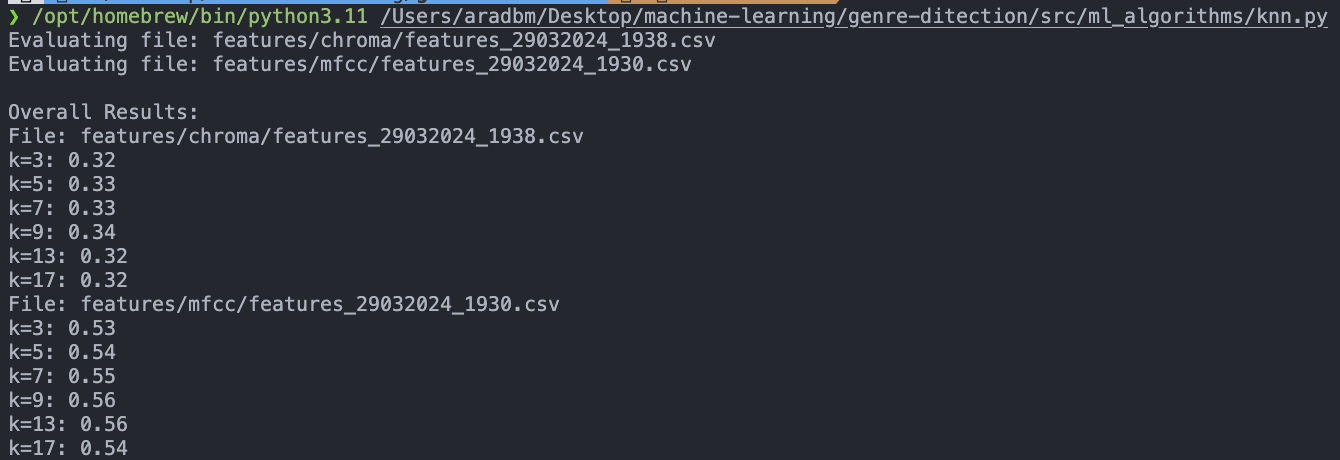 ❯ /opt/homebrew/bin/python3.11 /Users/aradbm/Desktop/machine-learning/genre-ditection/src/ml_algorithms/knn.py
Evaluating file: features/chroma/features_29032024_1938.csv
Evaluating file: features/mfcc/features_29032024_1930.csv
Overall Results:
File: features/chroma/features_29032024_1938.csv
k=3: 0.32
k=5: 0.33
k=7: 0.33
k=9: 0.34
k=13: 0.32
k=17: 0.32
File: features/mfcc/features_29032024_1930.csv
k=3: 0.53
k=5: 0.54
k=7: 0.55
k=9: 0.56
k=13: 0.56
k=17: 0.54